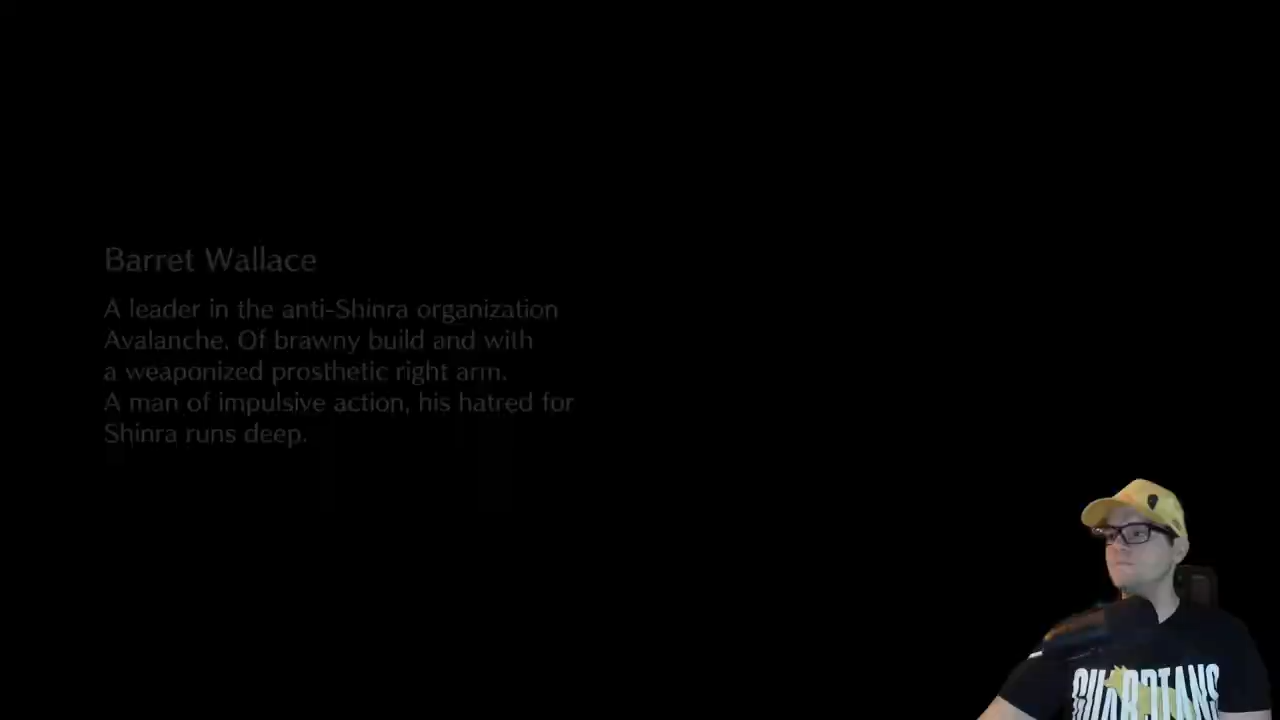 Barret Wallace
A leader in the anti-Shinra organization
Avalanche. Of brawny build and with
a weaponized prosthetic right arm.
A man of impulsive action, his hatred for
Shinra runs deep.
GUARDIANS